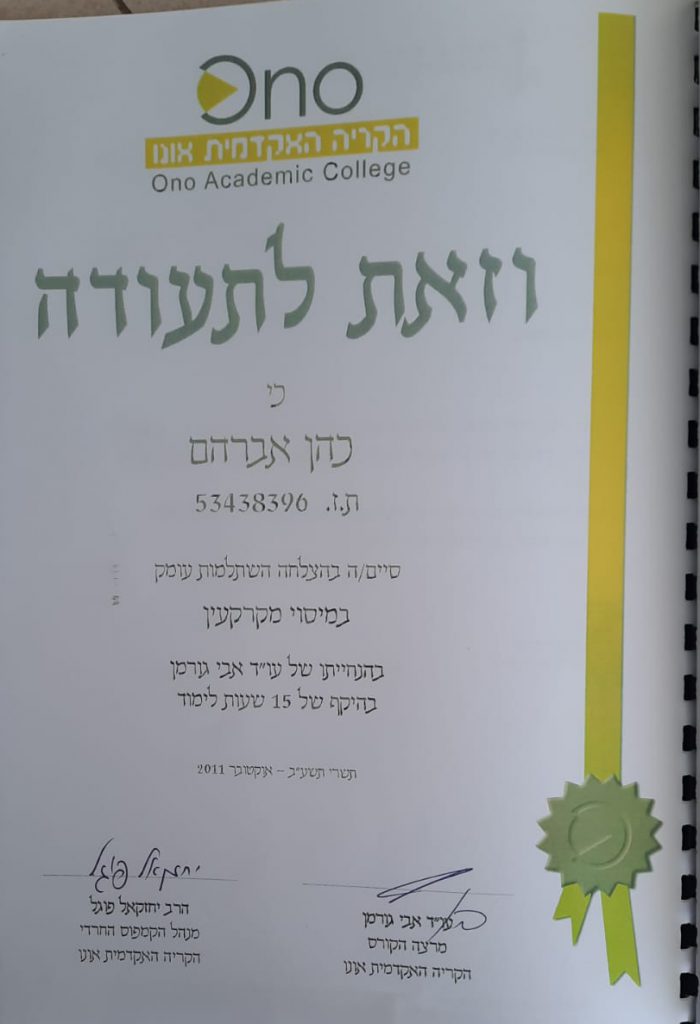 Ono
הקריה האקדמית אונו
Ono Academic College
וזאת לתעודה
כי
כהן אברהם
ת.ז. 53438396
סיים/ה בהצלחה השתלמות עומק
במיסוי מקרקעין
בהנחייתו של עו"ד אבי גורמן
בהיקף של 15 שעות לימוד
תשרי תשע"ב – אוקטובר 2011
יחזקאל פוגל
הרב יחזקאל פוגל
מנהל הקמפוס החרדי
הקריה האקדמית אונו
עו"ד אבי גורמן
מרצה הקורס
הקריה האקדמית אונו